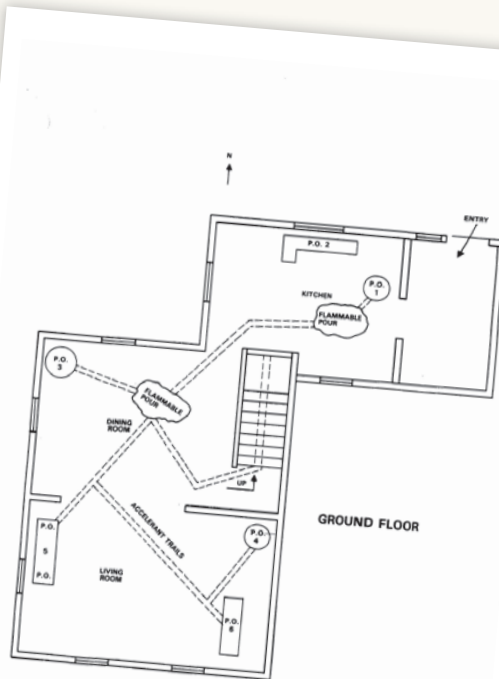 N
ENTRY
P.O. 2
P.O.
1
KITCHEN
FLAMMABLE
POUR
P.O.
3
FLAMMABLE
POUR
DINING
ROOM
UP
ACCELERANT TRAILS
P.O.
4
GROUND FLOOR
P.O.
5
P.O.
LIVING
ROOM
P.O.
6